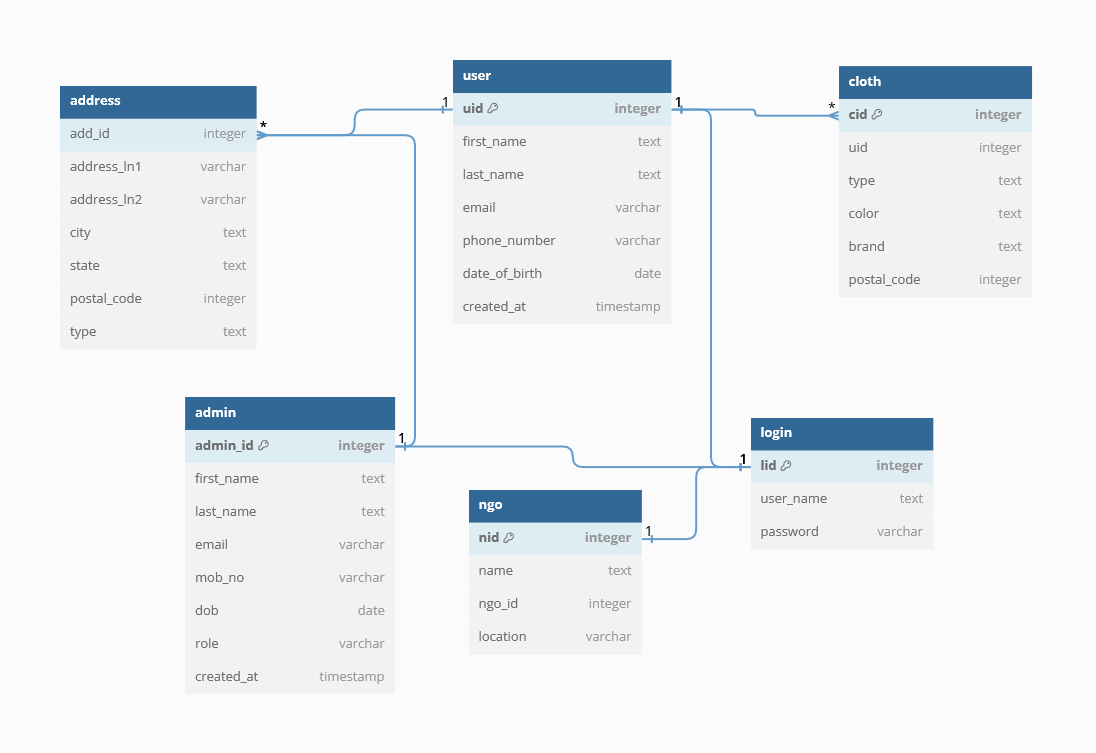 address
add_id integer
address_ln1 varchar
address_ln2 varchar
city text
state text
postal_code integer
type text
*
1
user
uid integer
first_name text
last_name text
email varchar
phone_number varchar
date_of_birth date
created_at timestamp
1
*
cloth
cid integer
uid integer
type text
color text
brand text
postal_code integer
admin
admin_id integer
first_name text
last_name text
email varchar
mob_no varchar
dob date
role varchar
created_at timestamp
1
ngo
nid integer
name text
ngo_id integer
location varchar
1
1
login
lid integer
user_name text
password varchar